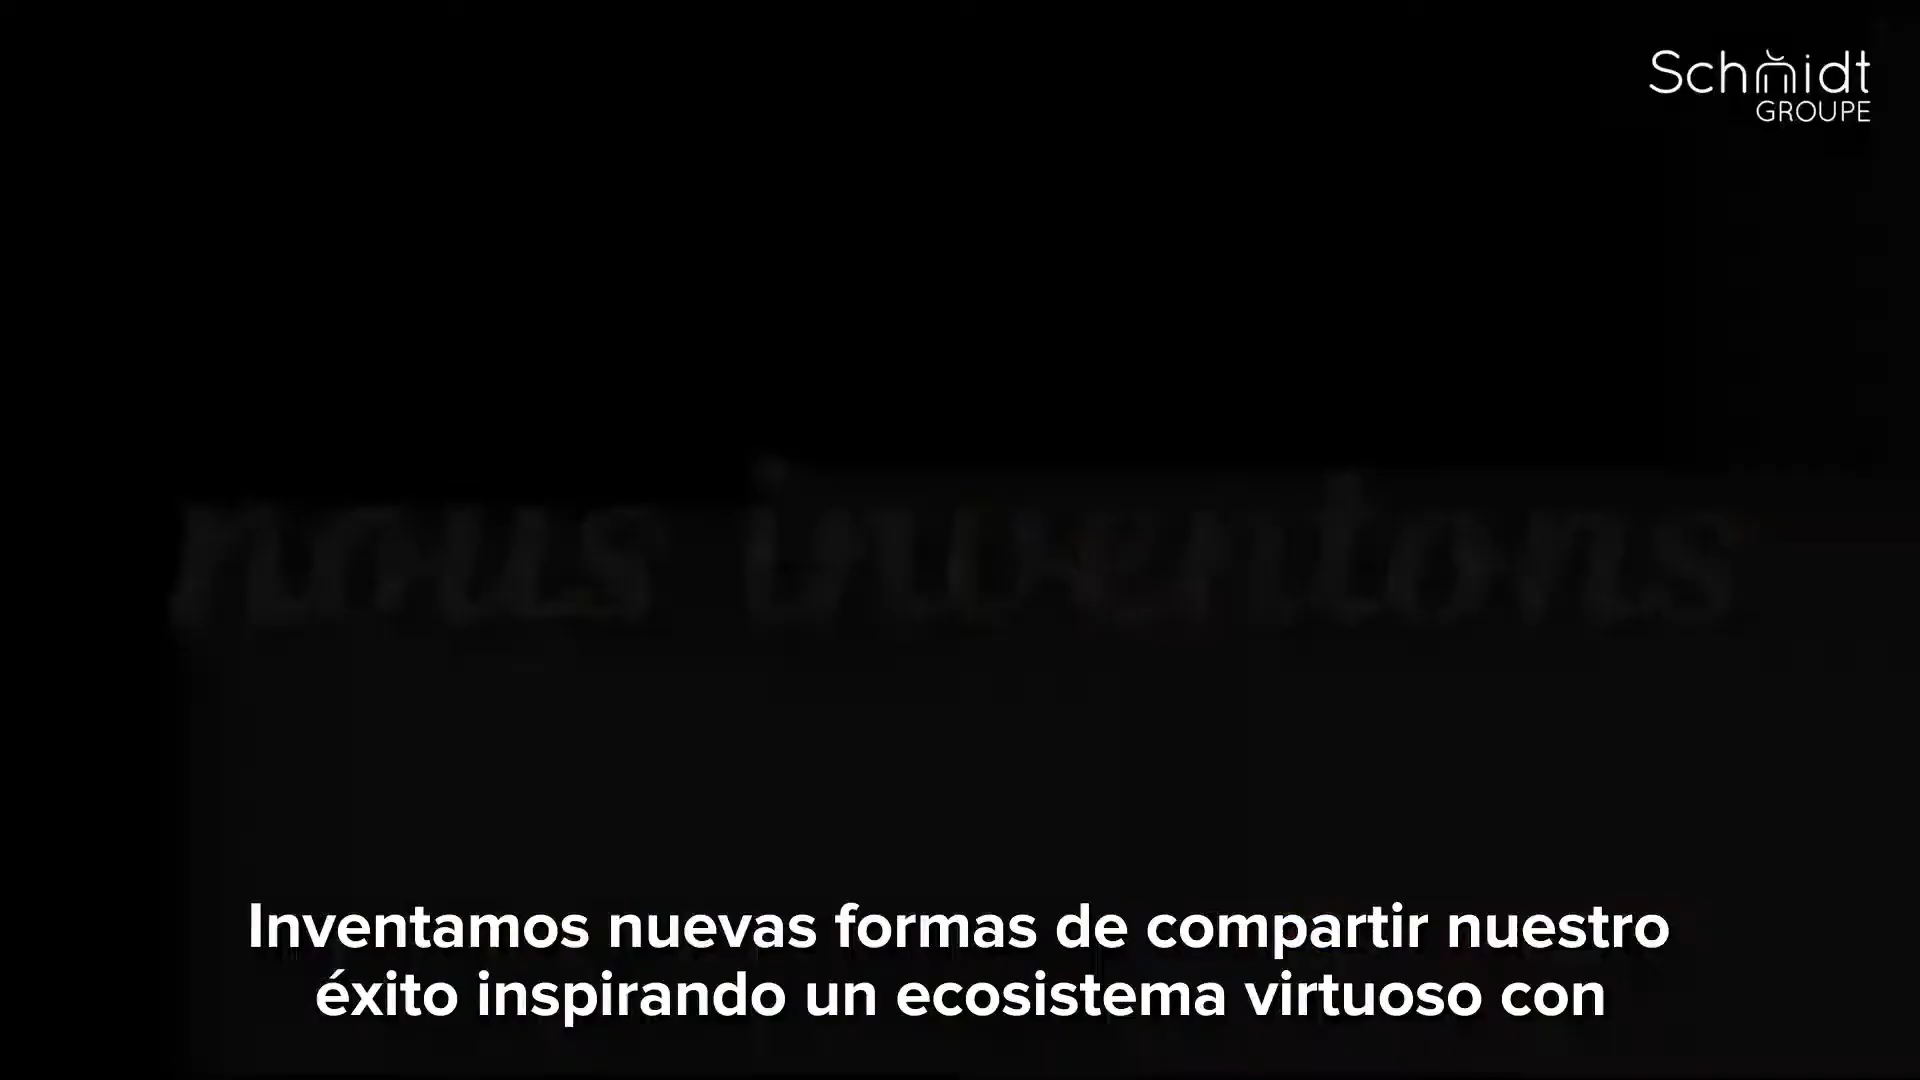 Schmidt
GROUPE
nous inventons
Inventamos nuevas formas de compartir nuestro
éxito inspirando un ecosistema virtuoso con